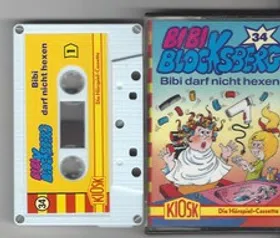 Bibi
darf nicht hexen
1
Die Hörspiel-Cassette
KIOSK
BIBI
BLOCKSBERG
34
BIBI
BLOCKSBERG
34
Bibi darf nicht hexen
KIOSK
Die Hörspiel-Cassette